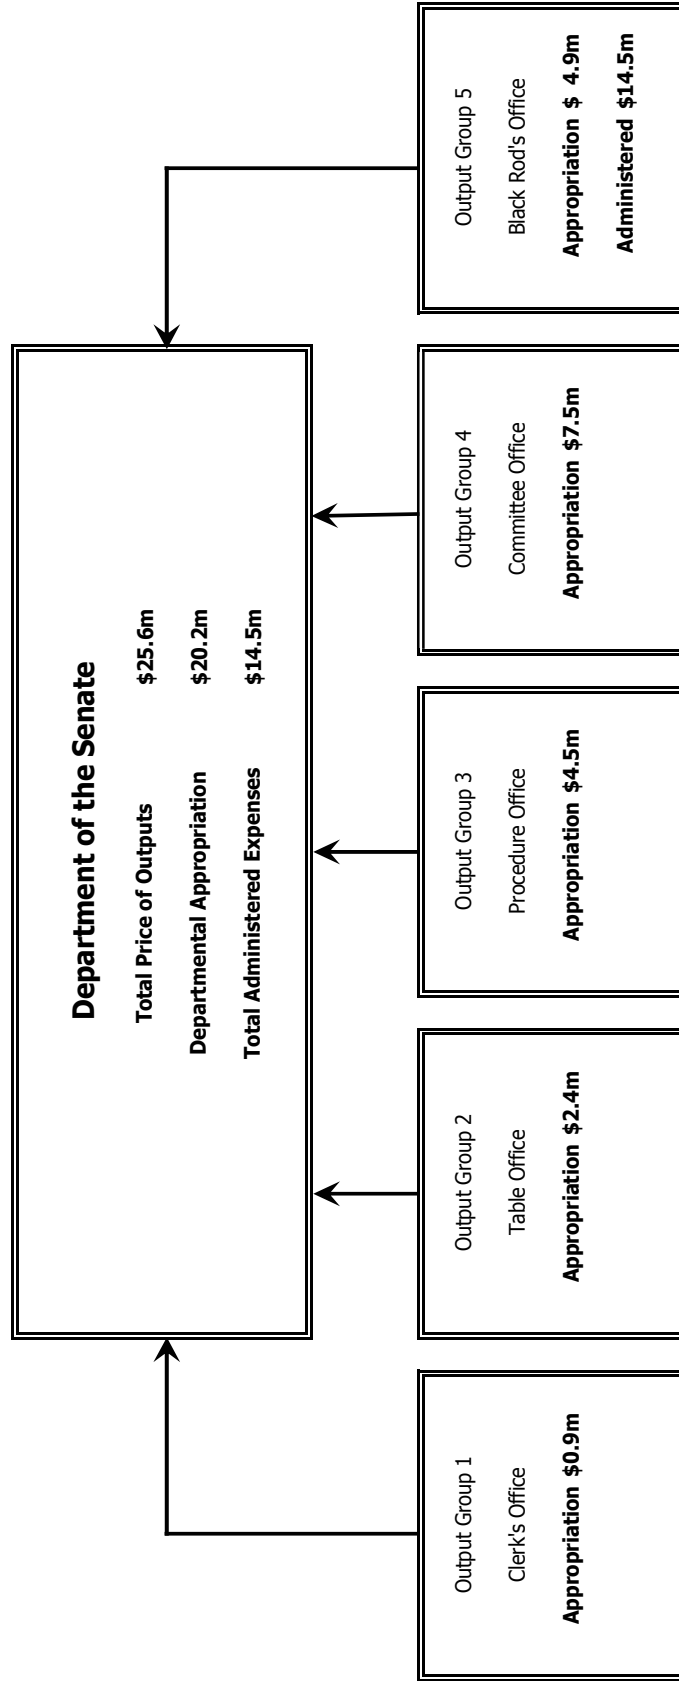 Department of the Senate
Total Price of Outputs $25.6m
Departmental Appropriation $20.2m
Total Administered Expenses $14.5m
Output Group 1
Clerk's Office
Appropriation $0.9m
Output Group 2
Table Office
Appropriation $2.4m
Output Group 3
Procedure Office
Appropriation $4.5m
Output Group 4
Committee Office
Appropriation $7.5m
Output Group 5
Black Rod's Office
Appropriation $ 4.9m
Administered $14.5m